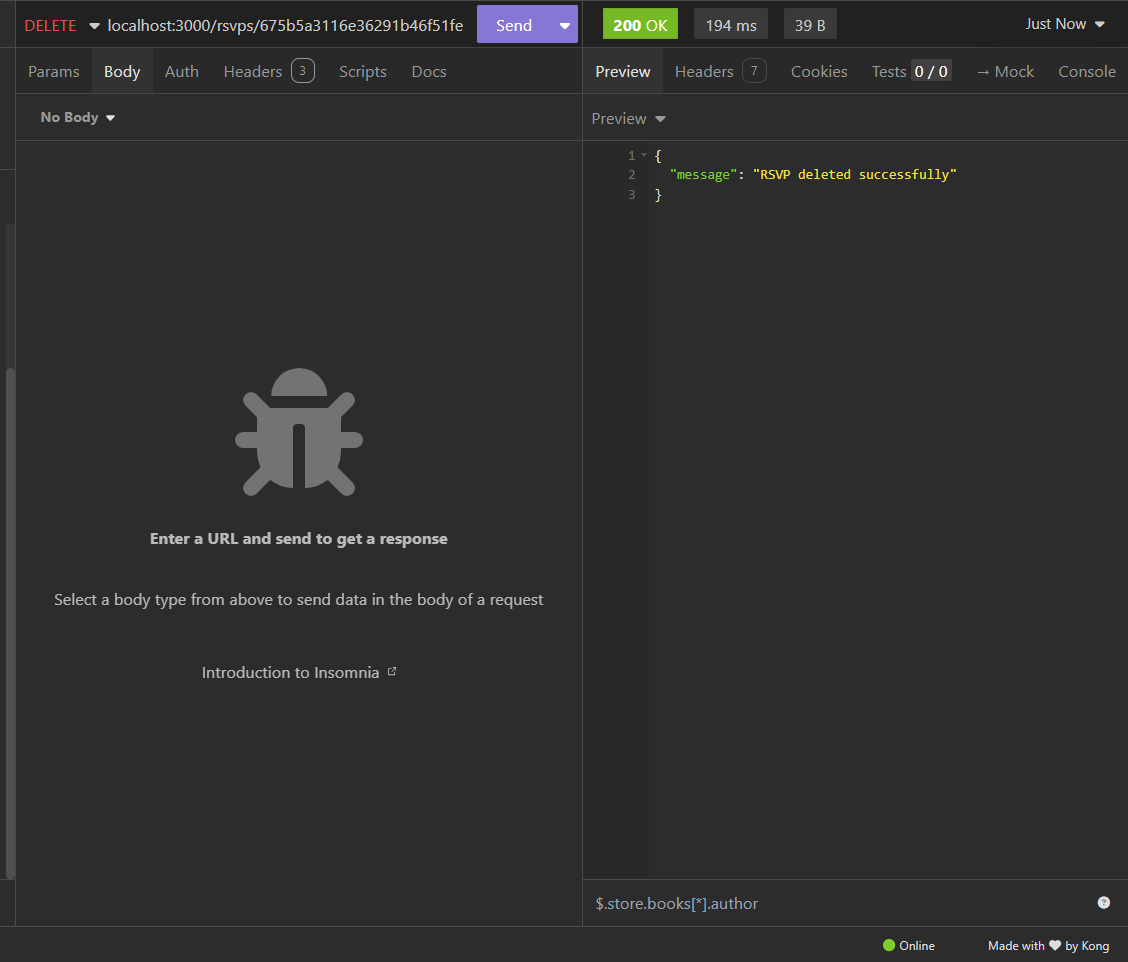 DELETE localhost:3000/rsvps/675b5a3116e36291b46f51fe Send 200 OK 194 ms 39 B Just Now
Params Body Auth Headers 3 Scripts Docs Preview Headers 7 Cookies Tests 0 / 0 → Mock Console
No Body Preview
1 {
2 "message": "RSVP deleted successfully"
3 }
Enter a URL and send to get a response
Select a body type from above to send data in the body of a request
Introduction to Insomnia
$.store.books[*].author ?
Online Made with ❤ by Kong